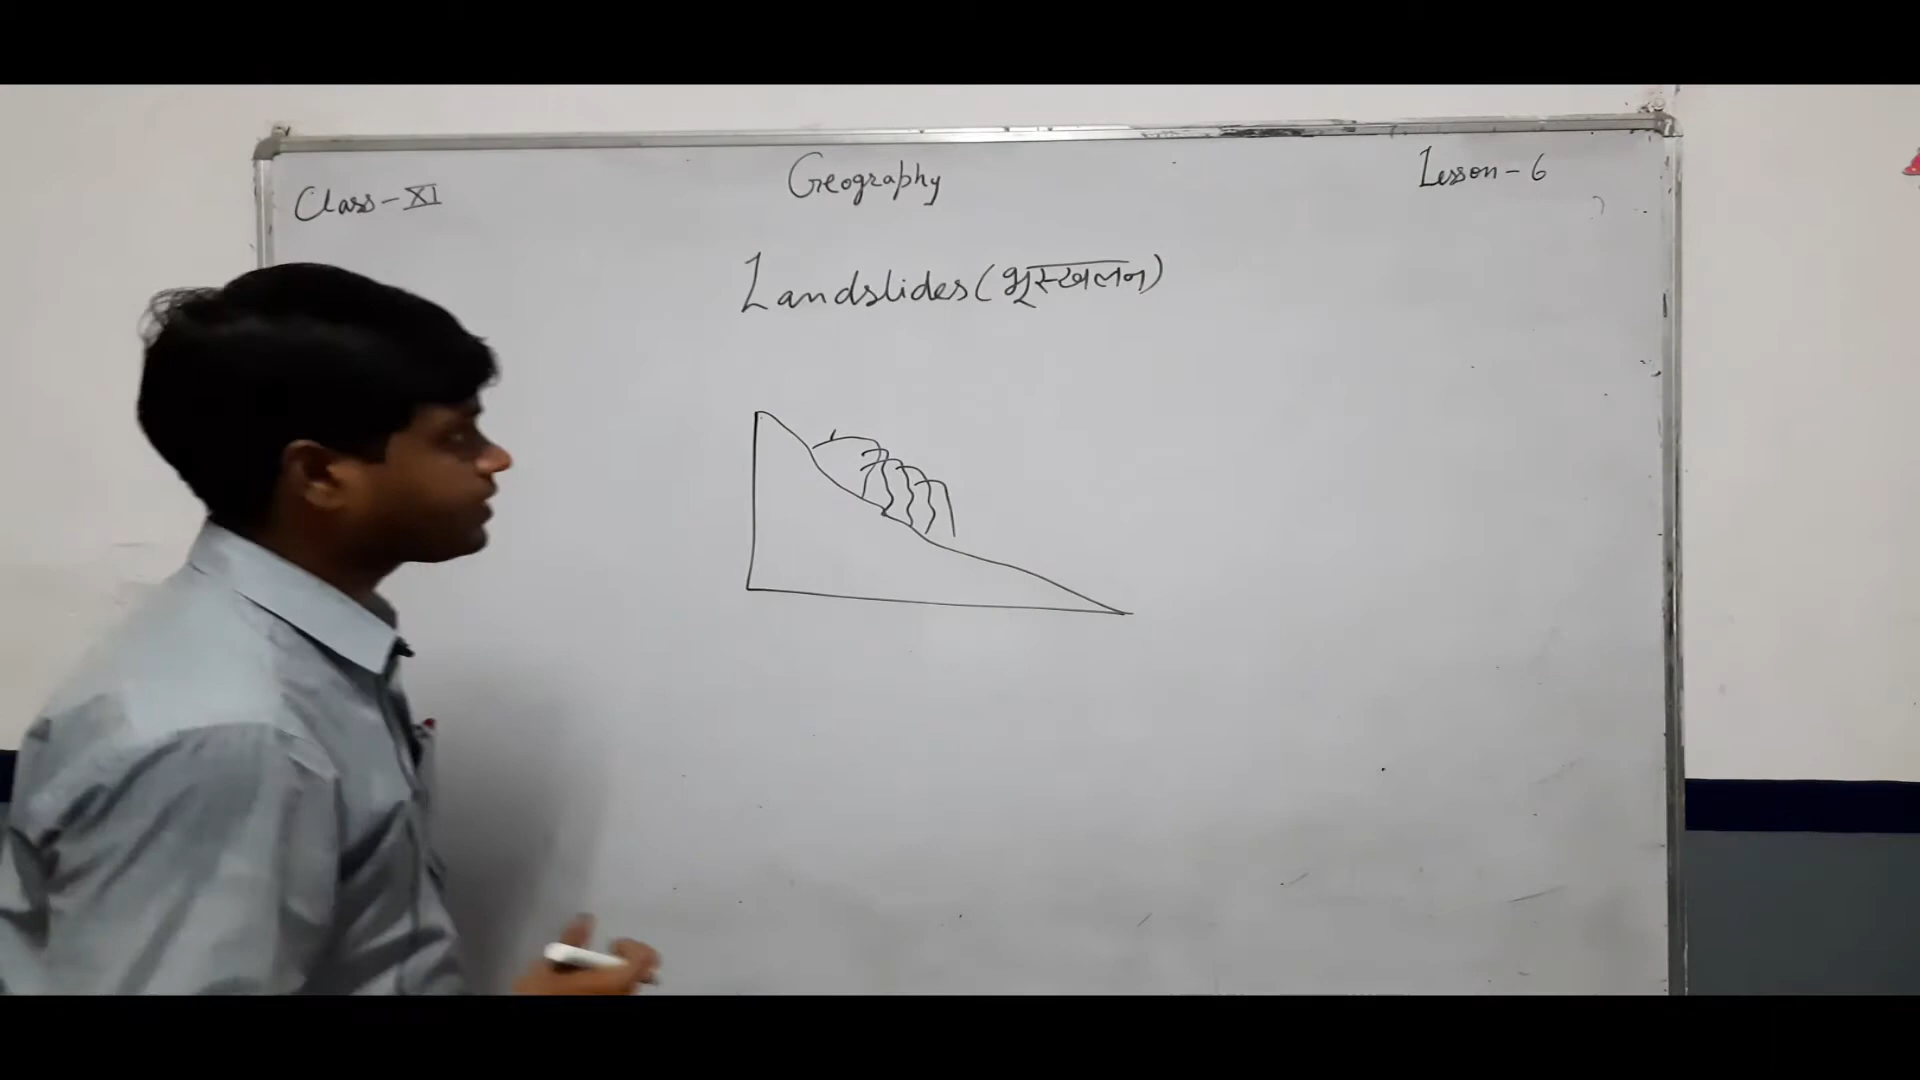 Class-XI
Geography
Lesson-6
Landslides (भूस्खलन)